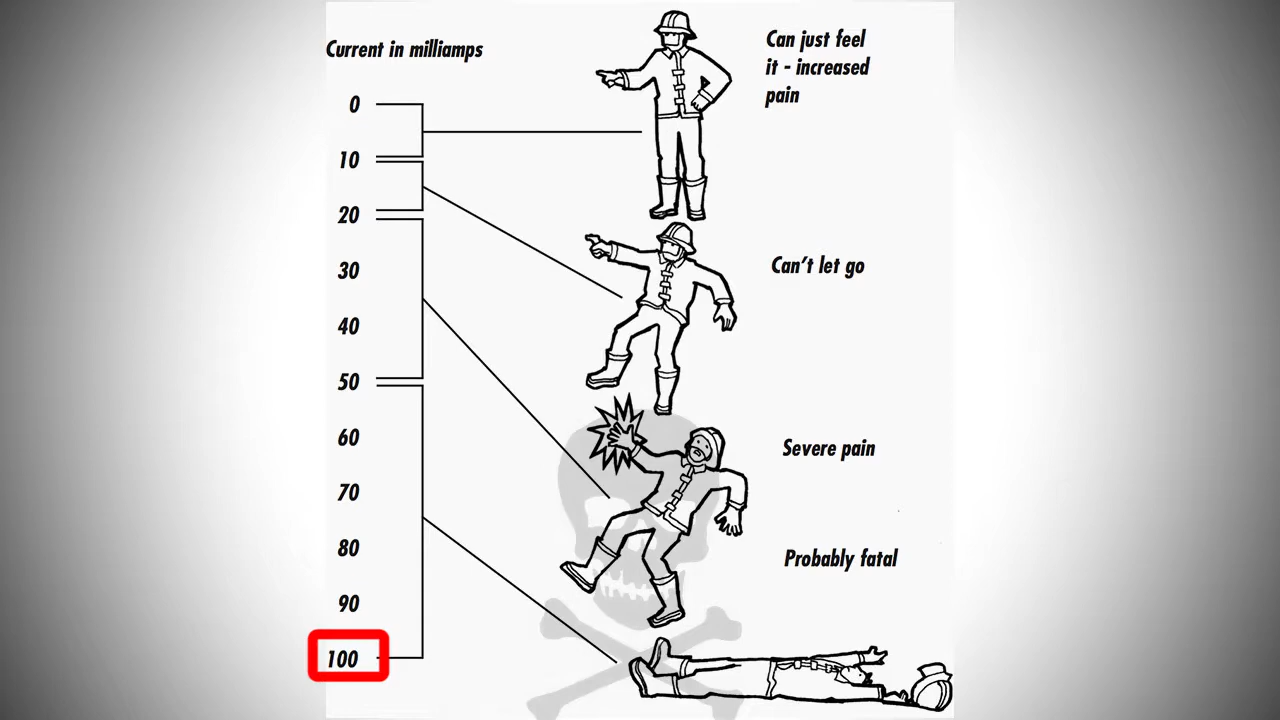 Current in milliamps
0
10
20
30
40
50
60
70
80
90
100
Can just feel
it - increased
pain
Can't let go
Severe pain
Probably fatal